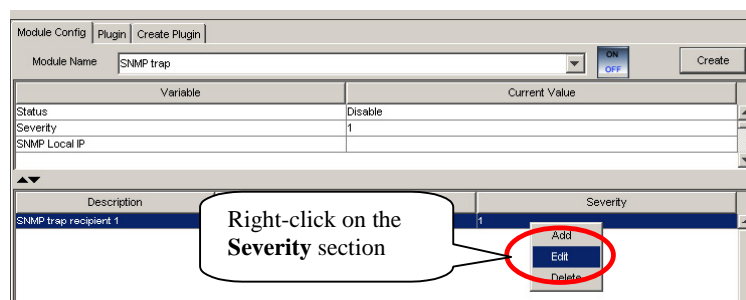 Module Config Plugin Create Plugin
Module Name SNMP trap ON OFF Create
Variable Current Value
Status Disable
Severity 1
SNMP Local IP
Description Severity
SNMP trap recipient 1 1
Right-click on the
Severity section
Add
Edit
Delete